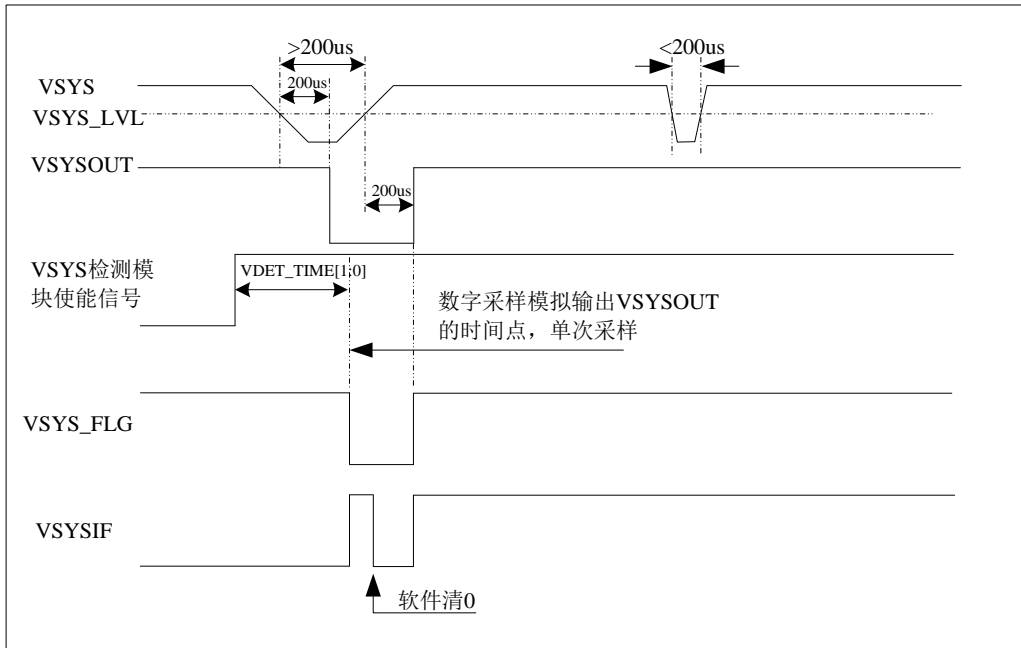 >200us
<200us
200us
VSYS
VSYS_LVL
VSYSOUT
200us
VSYS检测模
块使能信号
VDET_TIME[1:0]
数字采样模拟输出VSYSOUT
的时间点，单次采样
VSYS_FLG
VSYSIF
软件清0